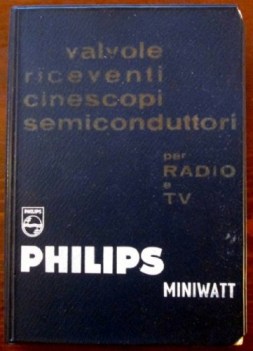 valvole
riceventi
cinescopi
semiconduttori
per
RADIO
e
TV
PHILIPS
PHILIPS
MINIWATT